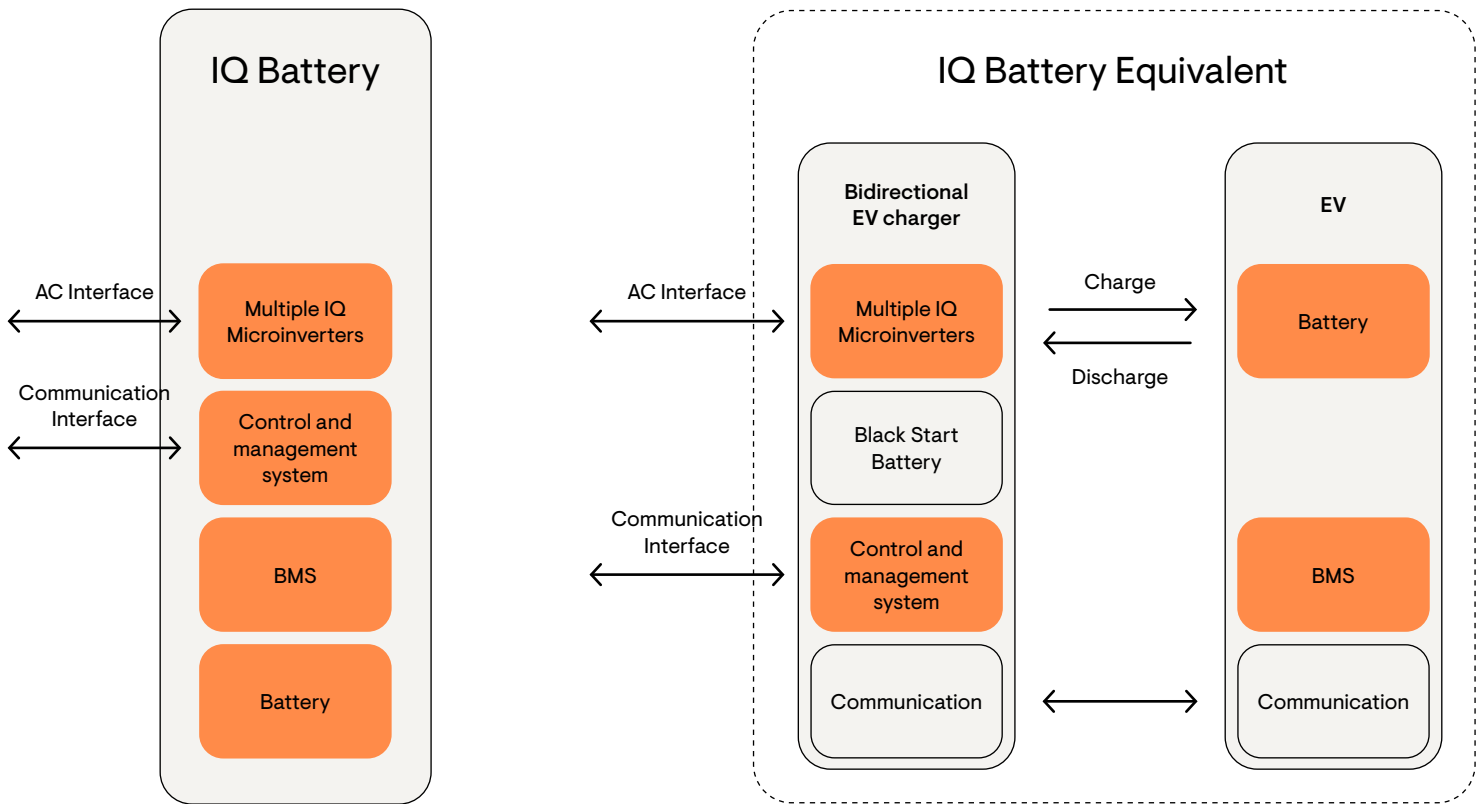 IQ Battery
AC Interface
Multiple IQ
Microinverters
Communication
Interface
Control and
management
system
BMS
Battery
IQ Battery Equivalent
Bidirectional
EV charger
AC Interface
Multiple IQ
Microinverters
Black Start
Battery
Communication
Interface
Control and
management
system
Communication
Charge
Discharge
EV
Battery
BMS
Communication